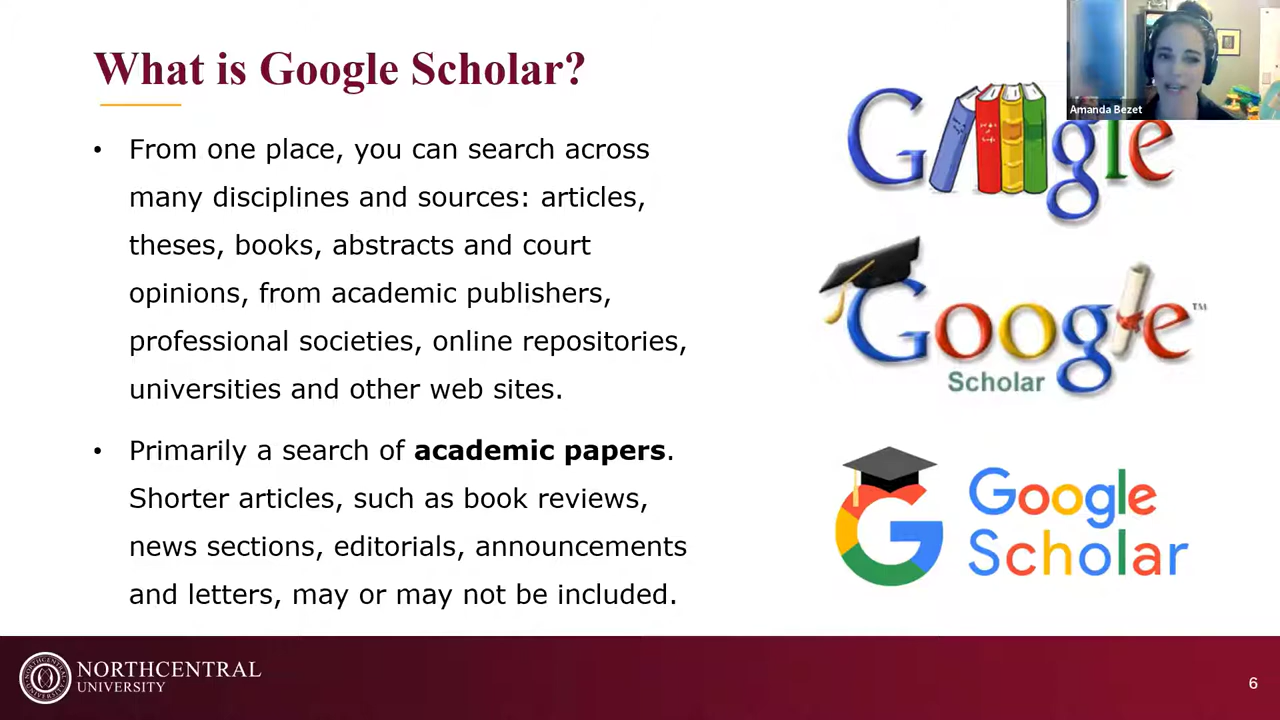 What is Google Scholar?
• From one place, you can search across
many disciplines and sources: articles,
theses, books, abstracts and court
opinions, from academic publishers,
professional societies, online repositories,
universities and other web sites.
• Primarily a search of academic papers.
Shorter articles, such as book reviews,
news sections, editorials, announcements
and letters, may or may not be included.
Amanda Bezet
Google
Google™
Scholar
G
Google
Scholar
NORTHCENTRAL
UNIVERSITY
6